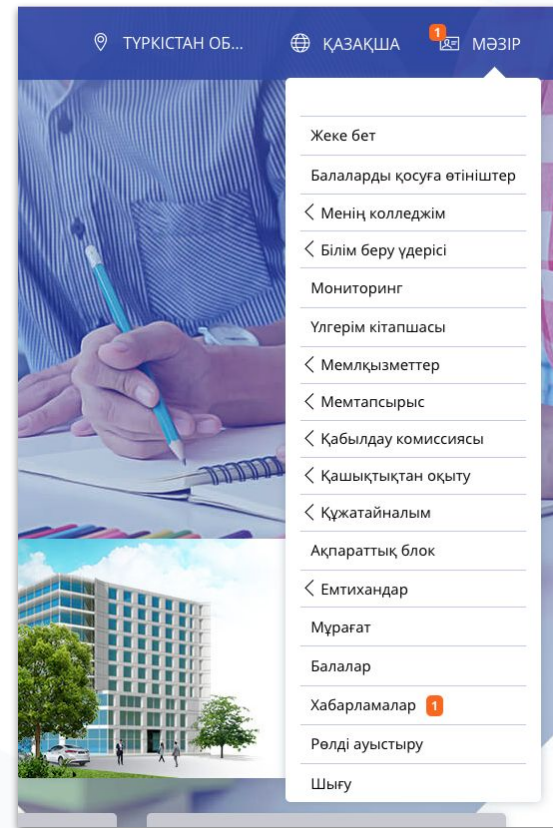 ТҮРКІСТАН ОБ... ҚАЗАҚША 1 МӘЗІР
Жеке бет
Балаларды қосуға өтініштер
Менің колледжім
Білім беру үдерісі
Мониторинг
Үлгерім кітапшасы
Мемлқызметтер
Мемтапсырыс
Қабылдау комиссиясы
Қашықтықтан оқыту
Құжатайналым
Ақпараттық блок
Емтихандар
Мұрағат
Балалар
Хабарламалар 1
Рөлді ауыстыру
Шығу